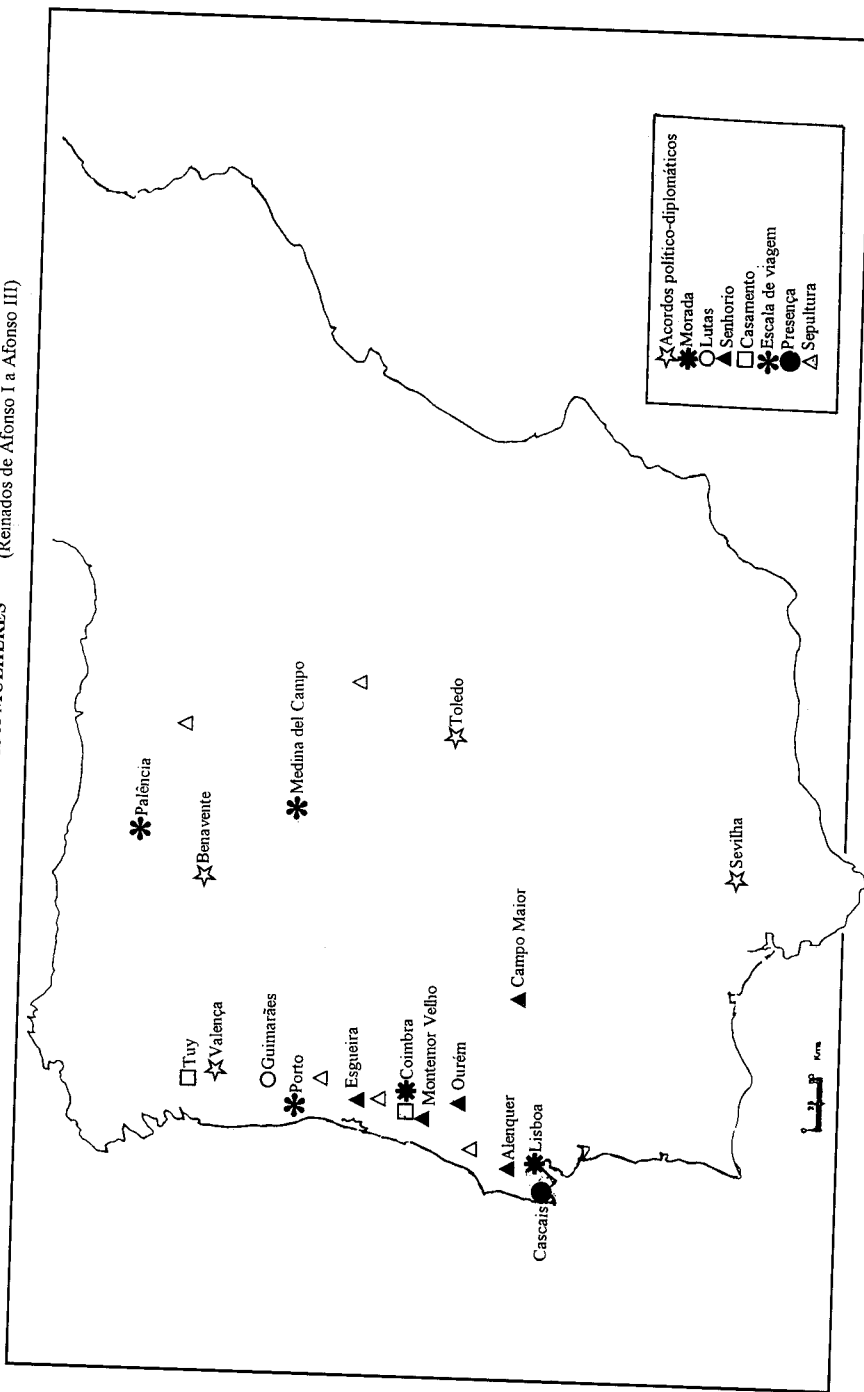 MULHERES
(Reinados de Afonso I a Afonso III)
Palência
Benavente
Medina del Campo
Toledo
Sevilha
Tuy
Valença
Guimarães
Porto
Esgueira
Coimbra
Montemor Velho
Ourém
Campo Maior
Alenquer
Lisboa
Cascais
Acordos político-diplomáticos
Morada
Lutas
Senhorio
Casamento
Escala de viagem
Presença
Sepultura
Km